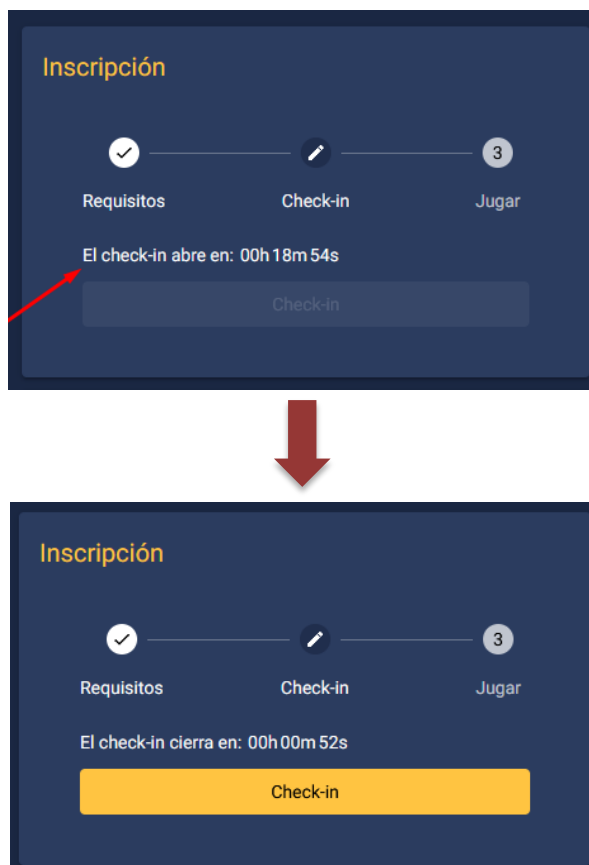 Inscripción
3
Requisitos Check-in Jugar
El check-in abre en: 00h 18m 54s
Check-in
Inscripción
3
Requisitos Check-in Jugar
El check-in cierra en: 00h 00m 52s
Check-in